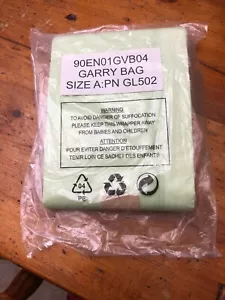 90EN01GVB04
GARRY BAG
SIZE A:PN GL502
WARNING
TO AVOID DANGER OF SUFFOCATION
PLEASE KEEP THIS WRAPPER AWAY
FROM BABIES AND CHILDREN
ATTENTION
POUR EVITER DANGER D'ETOUFFEMENT
TENIR LOIN CE SACHET DES ENFANTS
04
PE